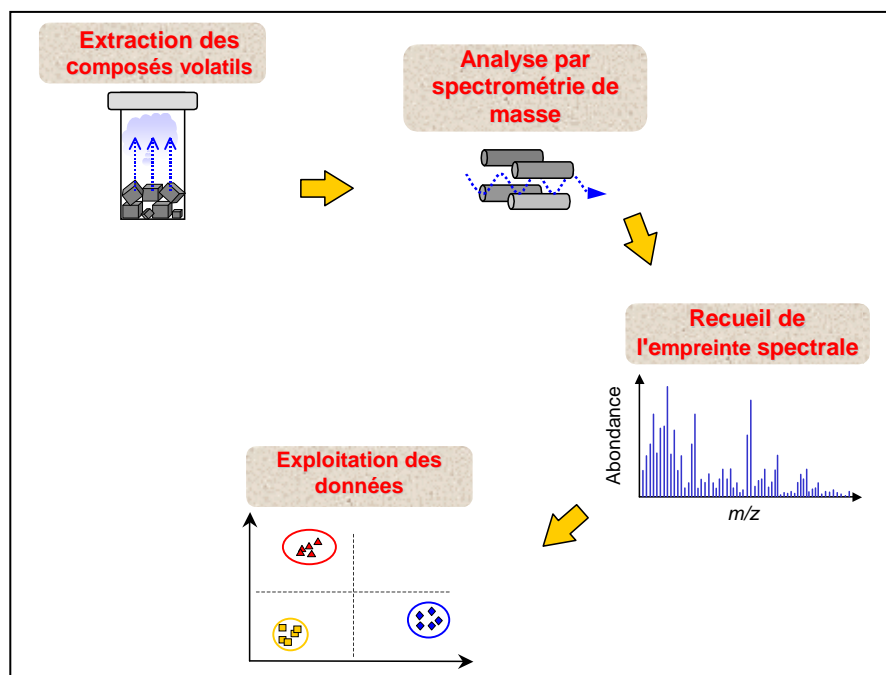 Extraction des
composés volatils
Analyse par
spectrométrie de
masse
Recueil de
l'empreinte spectrale
Abondance
m/z
Exploitation des
données